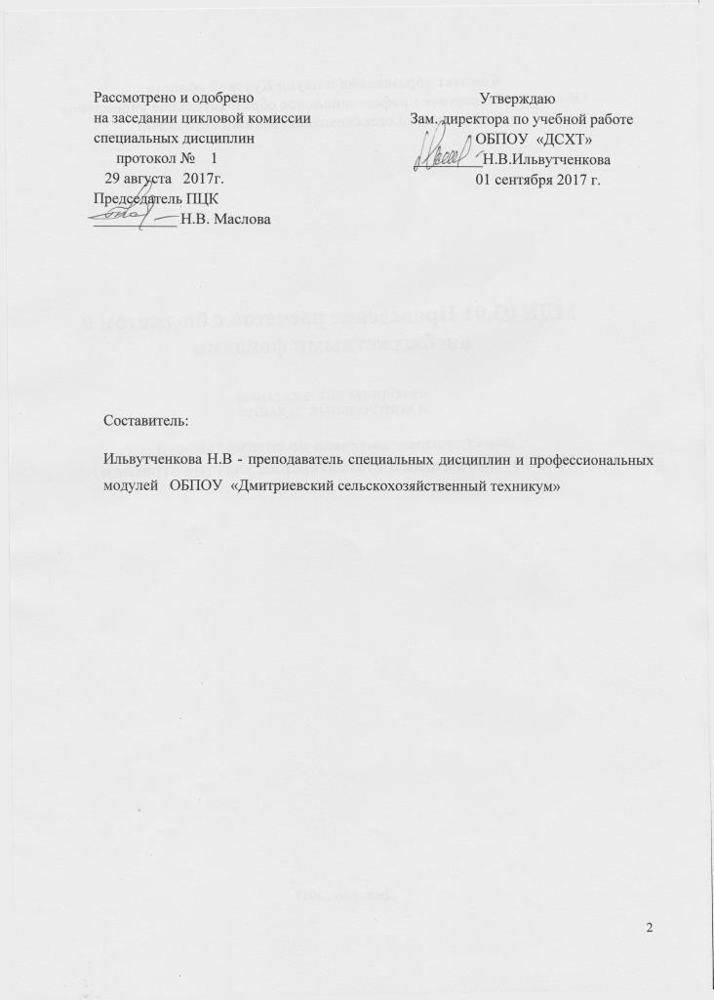 Рассмотрено и одобрено
на заседании цикловой комиссии
специальных дисциплин
протокол № 1
29 августа 2017г.
Председатель ПЦК
____________ Н.В. Маслова
Утверждаю
Зам. директора по учебной работе
ОБПОУ «ДСХТ»
__________Н.В.Ильвутченкова
01 сентября 2017 г.
Составитель:
Ильвутченкова Н.В - преподаватель специальных дисциплин и профессиональных
модулей ОБПОУ «Дмитриевский сельскохозяйственный техникум»
2